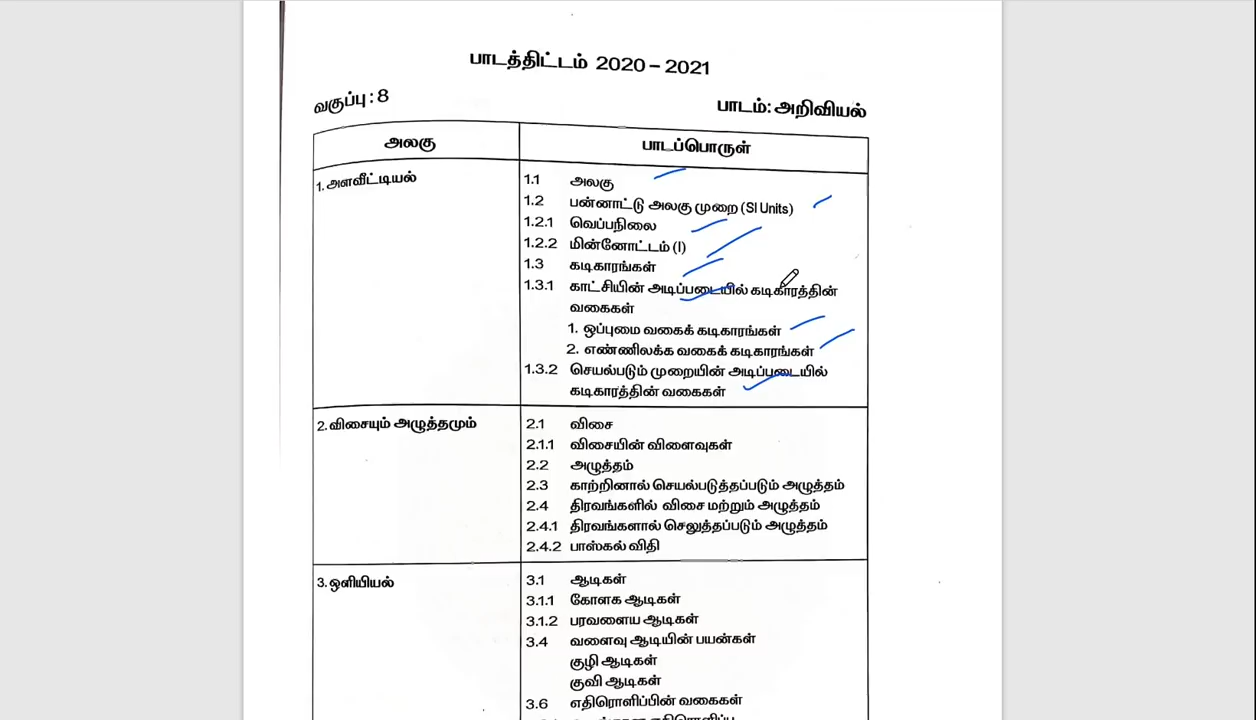 பாடத்திட்டம் 2020 – 2021
வகுப்பு : 8
பாடம்: அறிவியல்
அலகு
பாடப்பொருள்
1. அளவீட்டியல்
1.1 அலகு
1.2 பன்னாட்டு அலகு முறை (SI Units)
1.2.1 வெப்பநிலை
1.2.2 மின்னோட்டம் (I)
1.3 கடிகாரங்கள்
1.3.1 காட்சியின் அடிப்படையில் கடிகாரத்தின்
வகைகள்
1. ஒப்புமை வகைக் கடிகாரங்கள்
2. எண்ணிலக்க வகைக் கடிகாரங்கள்
1.3.2 செயல்படும் முறையின் அடிப்படையில்
கடிகாரத்தின் வகைகள்
2. விசையும் அழுத்தமும்
2.1 விசை
2.1.1 விசையின் விளைவுகள்
2.2 அழுத்தம்
2.3 காற்றினால் செயல்படுத்தப்படும் அழுத்தம்
2.4 திரவங்களில் விசை மற்றும் அழுத்தம்
2.4.1 திரவங்களால் செலுத்தப்படும் அழுத்தம்
2.4.2 பாஸ்கல் விதி
3. ஒளியியல்
3.1 ஆடிகள்
3.1.1 கோளக ஆடிகள்
3.1.2 பரவளைய ஆடிகள்
3.4 வளைவு ஆடியின் பயன்கள்
குழி ஆடிகள்
குவி ஆடிகள்
3.6 எதிரொளிப்பின் வகைகள்